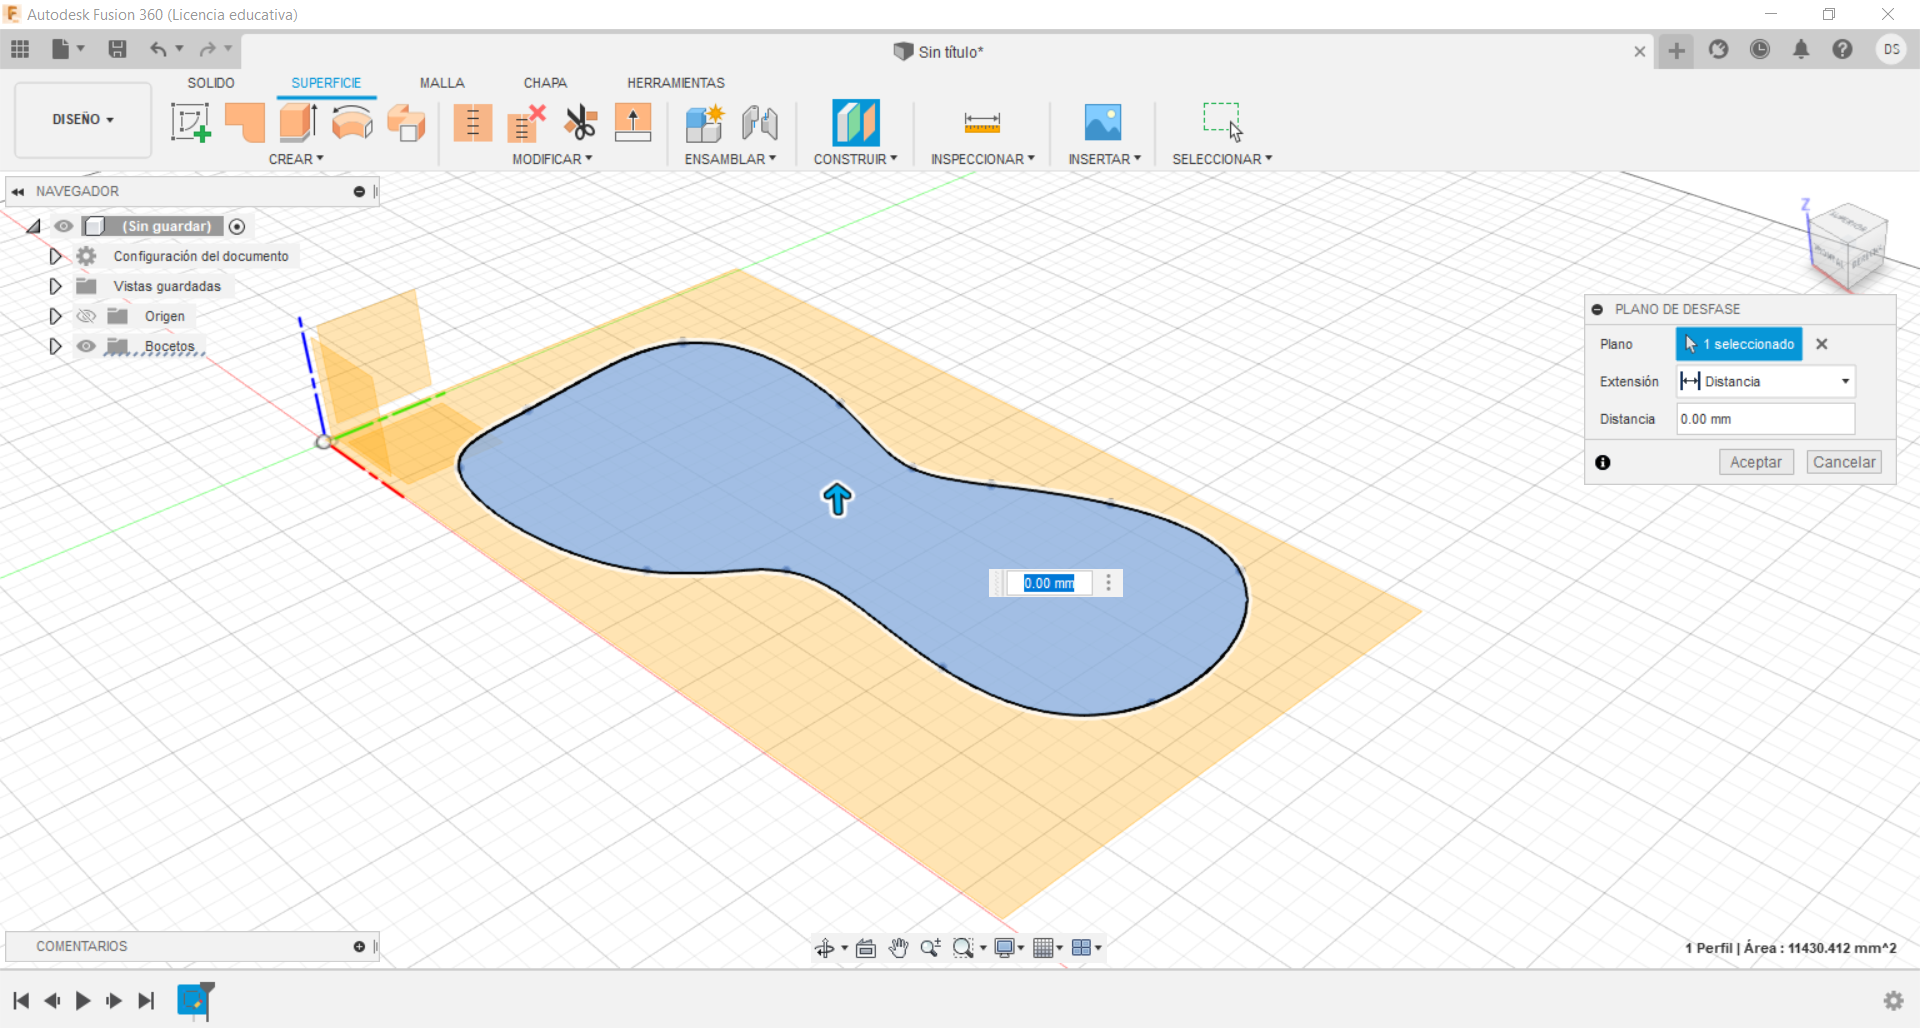 Autodesk Fusion 360 (Licencia educativa)
Sin título*
DS
SOLIDO
SUPERFICIE
MALLA
CHAPA
HERRAMIENTAS
DISEÑO
CREAR
MODIFICAR
ENSAMBLAR
CONSTRUIR
INSPECCIONAR
INSERTAR
SELECCIONAR
NAVEGADOR
(Sin guardar)
Configuración del documento
Vistas guardadas
Origen
Bocetos
Z
PLANO DE DESFASE
Plano
1 seleccionado
Extensión
Distancia
Distancia
0.00 mm
Aceptar
Cancelar
0.00 mm
COMENTARIOS
1 Perfil | Área : 11430.412 mm^2